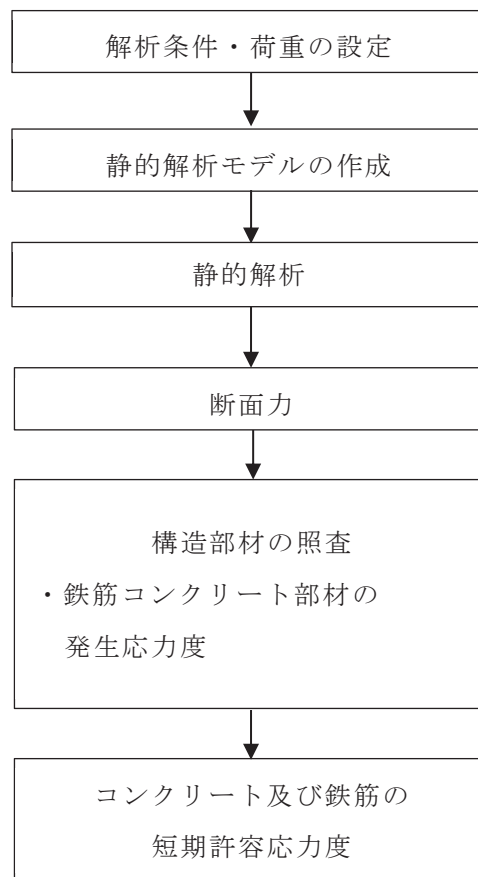 解析条件・荷重の設定
静的解析モデルの作成
静的解析
断面力
構造部材の照査
・鉄筋コンクリート部材の
発生応力度
コンクリート及び鉄筋の
短期許容応力度